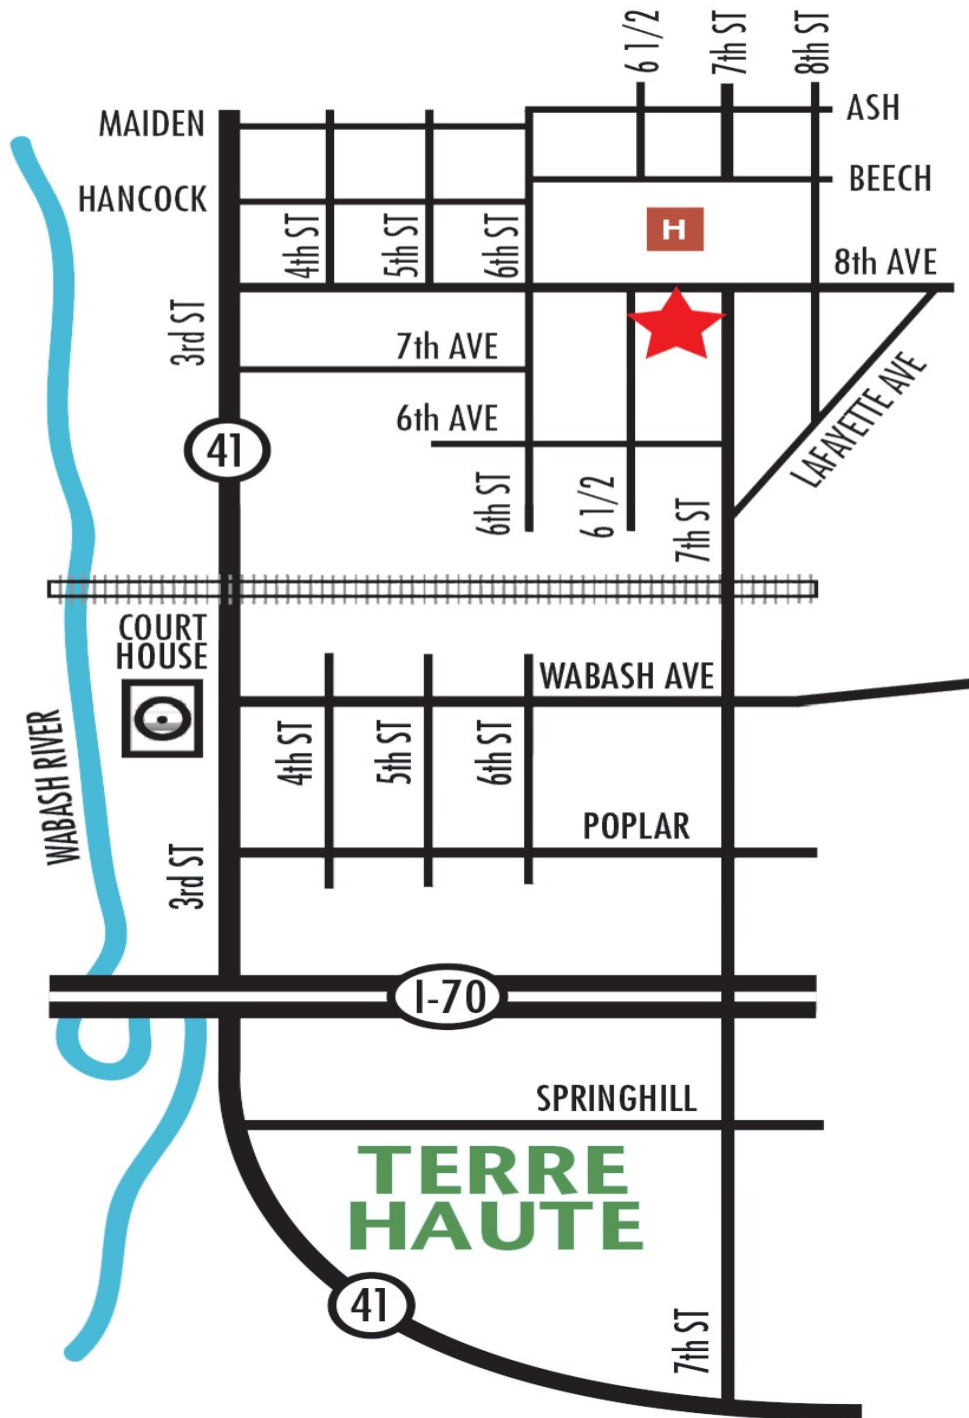 6 1/2
7th ST
8th ST
MAIDEN
ASH
HANCOCK
BEECH
4th ST
5th ST
6th ST
H
8th AVE
3rd ST
7th AVE
6th AVE
LAFAYETTE AVE
41
6th ST
6 1/2
7th ST
COURT
HOUSE
WABASH AVE
WABASH RIVER
4th ST
5th ST
6th ST
POPLAR
3rd ST
I-70
SPRINGHILL
TERRE
HAUTE
41
7th ST